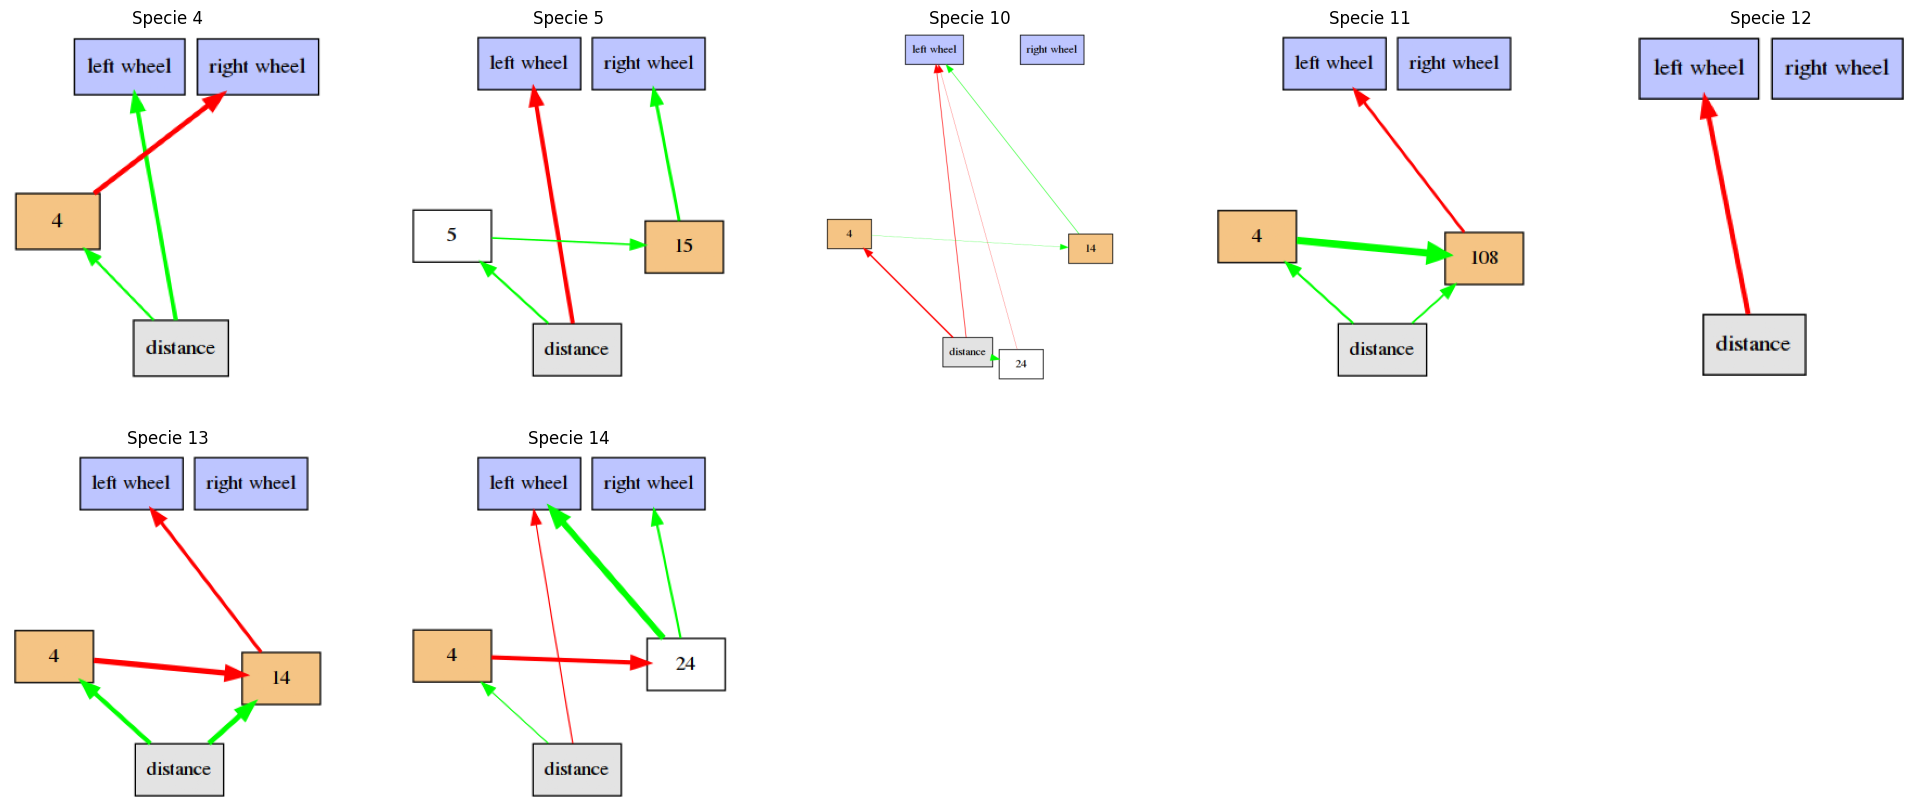 Specie 4
left wheel
right wheel
4
distance
Specie 5
left wheel
right wheel
5
15
distance
Specie 10
left wheel
right wheel
4
14
distance
24
Specie 11
left wheel
right wheel
4
108
distance
Specie 12
left wheel
right wheel
distance
Specie 13
left wheel
right wheel
4
14
distance
Specie 14
left wheel
right wheel
4
24
distance